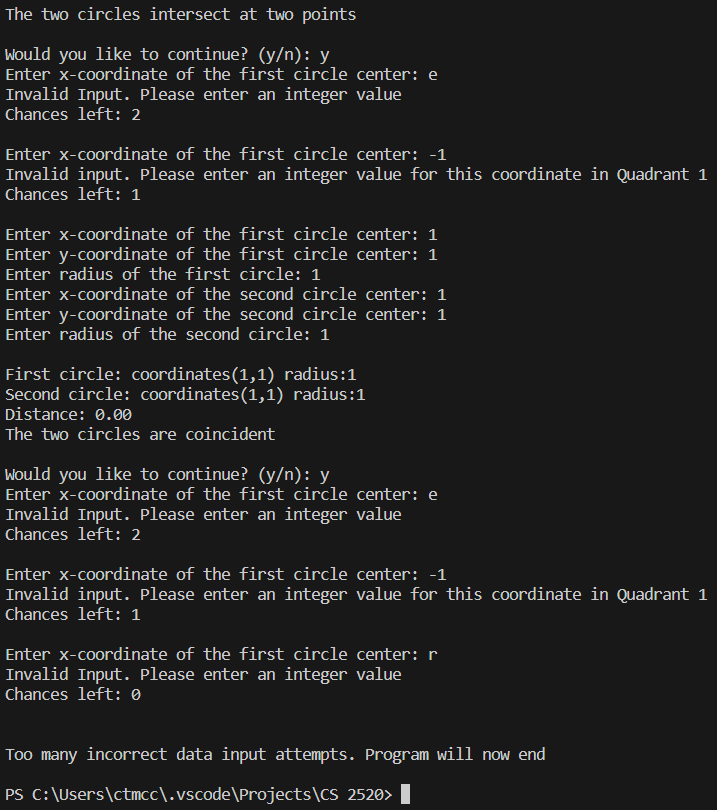 The two circles intersect at two points
Would you like to continue? (y/n): y
Enter x-coordinate of the first circle center: e
Invalid Input. Please enter an integer value
Chances left: 2
Enter x-coordinate of the first circle center: -1
Invalid input. Please enter an integer value for this coordinate in Quadrant 1
Chances left: 1
Enter x-coordinate of the first circle center: 1
Enter y-coordinate of the first circle center: 1
Enter radius of the first circle: 1
Enter x-coordinate of the second circle center: 1
Enter y-coordinate of the second circle center: 1
Enter radius of the second circle: 1
First circle: coordinates(1,1) radius:1
Second circle: coordinates(1,1) radius:1
Distance: 0.00
The two circles are coincident
Would you like to continue? (y/n): y
Enter x-coordinate of the first circle center: e
Invalid Input. Please enter an integer value
Chances left: 2
Enter x-coordinate of the first circle center: -1
Invalid input. Please enter an integer value for this coordinate in Quadrant 1
Chances left: 1
Enter x-coordinate of the first circle center: r
Invalid Input. Please enter an integer value
Chances left: 0
Too many incorrect data input attempts. Program will now end
PS C:\Users\ctmcc\.vscode\Projects\CS 2520>